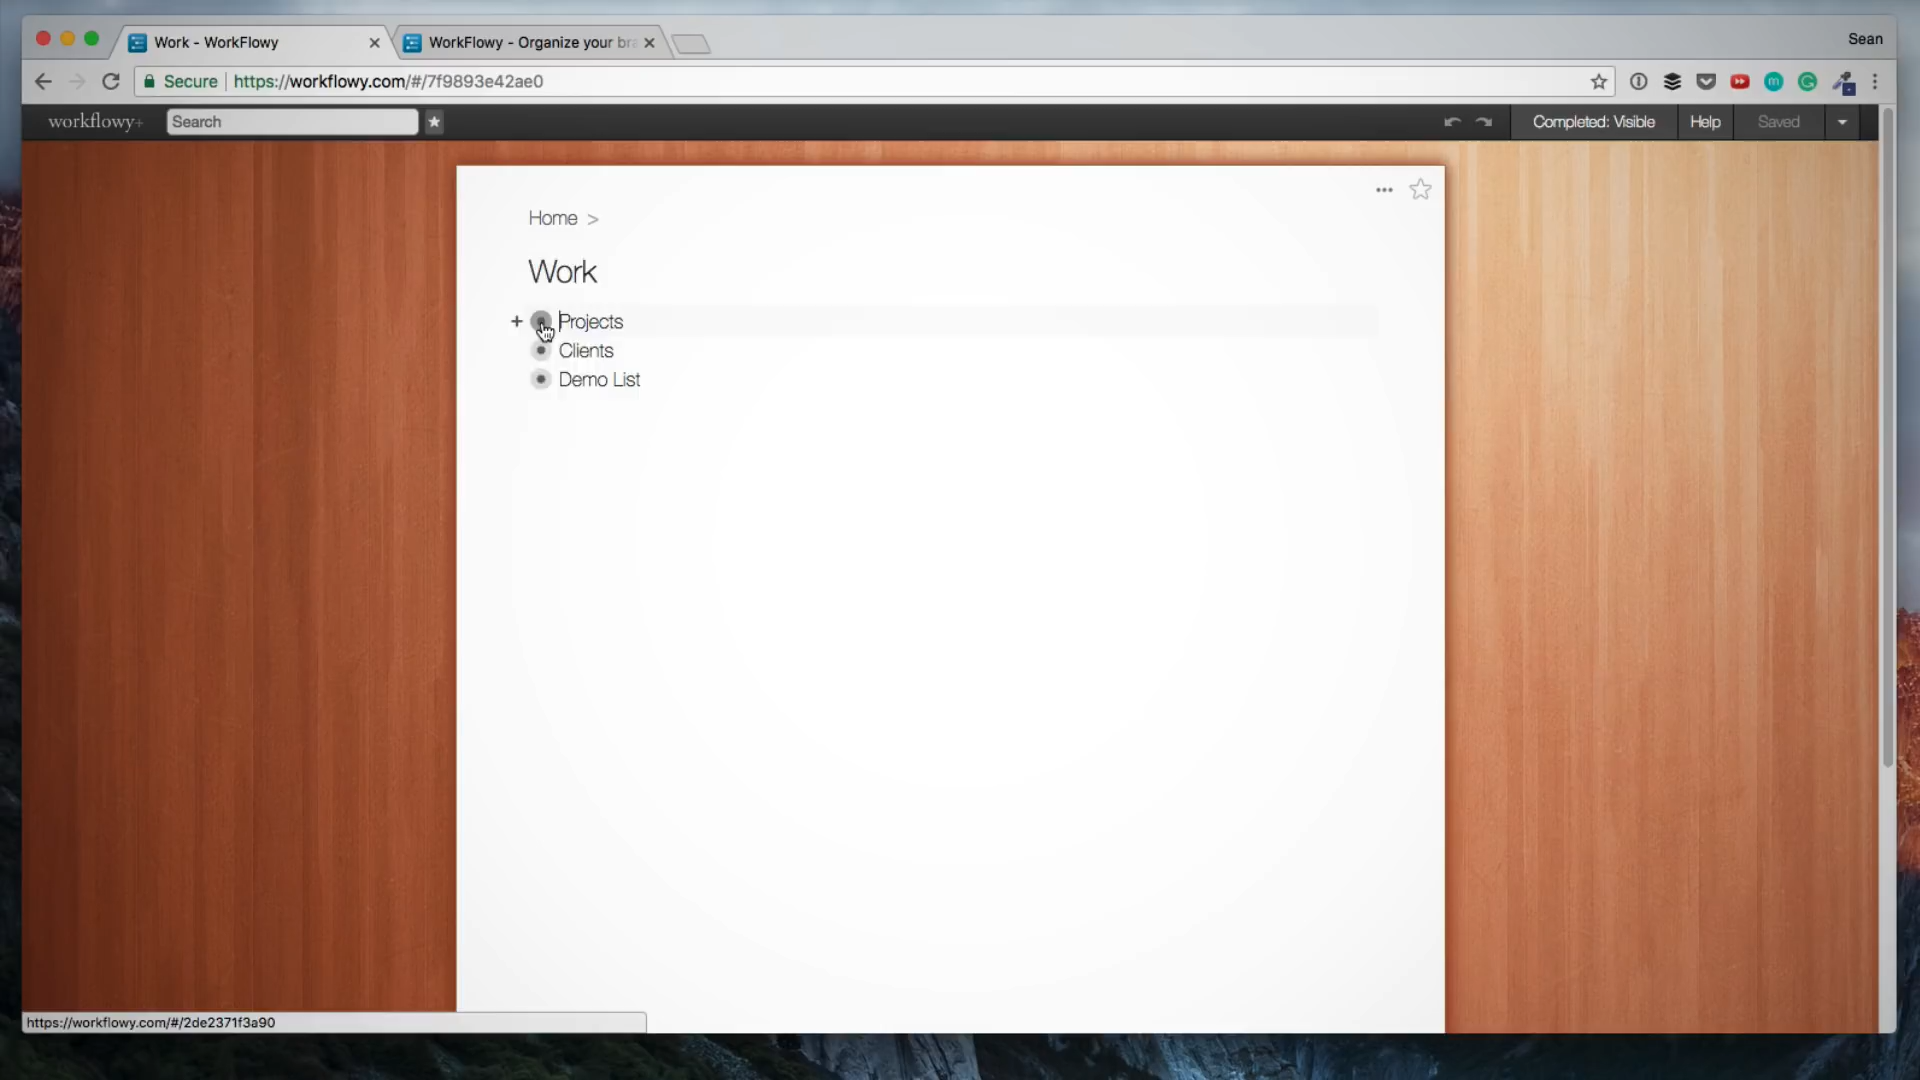 Work - WorkFlowy
WorkFlowy - Organize your bra
Sean
Secure
https://workflowy.com/#/7f9893e42ae0
workflowy+
Search
Completed: Visible
Help
Saved
Home >
Work
Projects
Clients
Demo List
https://workflowy.com/#/2de2371f3a90